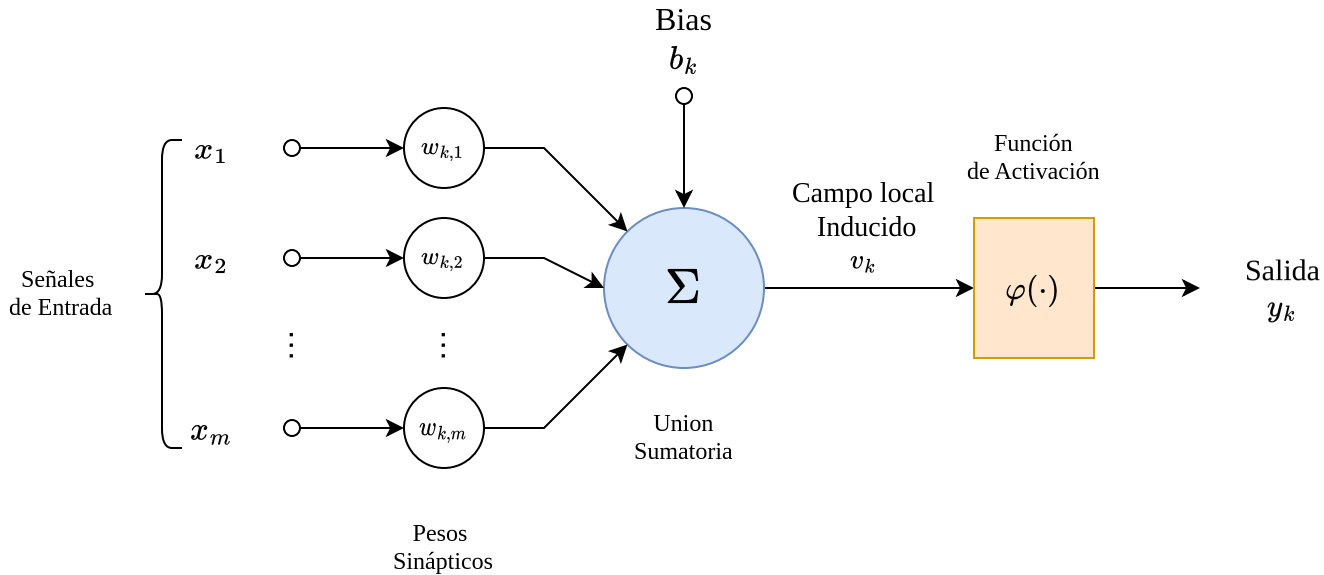 Bias
b_k
x_1
w_{k,1}
Función
de Activación
Campo local
Inducido
v_k
x_2
w_{k,2}
Señales
de Entrada
Σ
φ(·)
Salida
y_k
⋮ ⋮
x_m
w_{k,m}
Union
Sumatoria
Pesos
Sinápticos